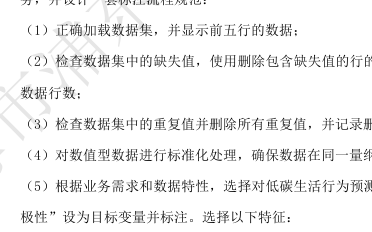 务，并设计一套标注流程规范：
（1）正确加载数据集，并显示前五行的数据；
（2）检查数据集中的缺失值，使用删除包含缺失值的行的
数据行数；
（3）检查数据集中的重复值并删除所有重复值，并记录删
（4）对数值型数据进行标准化处理，确保数据在同一量纲
（5）根据业务需求和数据特性，选择对低碳生活行为预测
极性”设为目标变量并标注。选择以下特征：